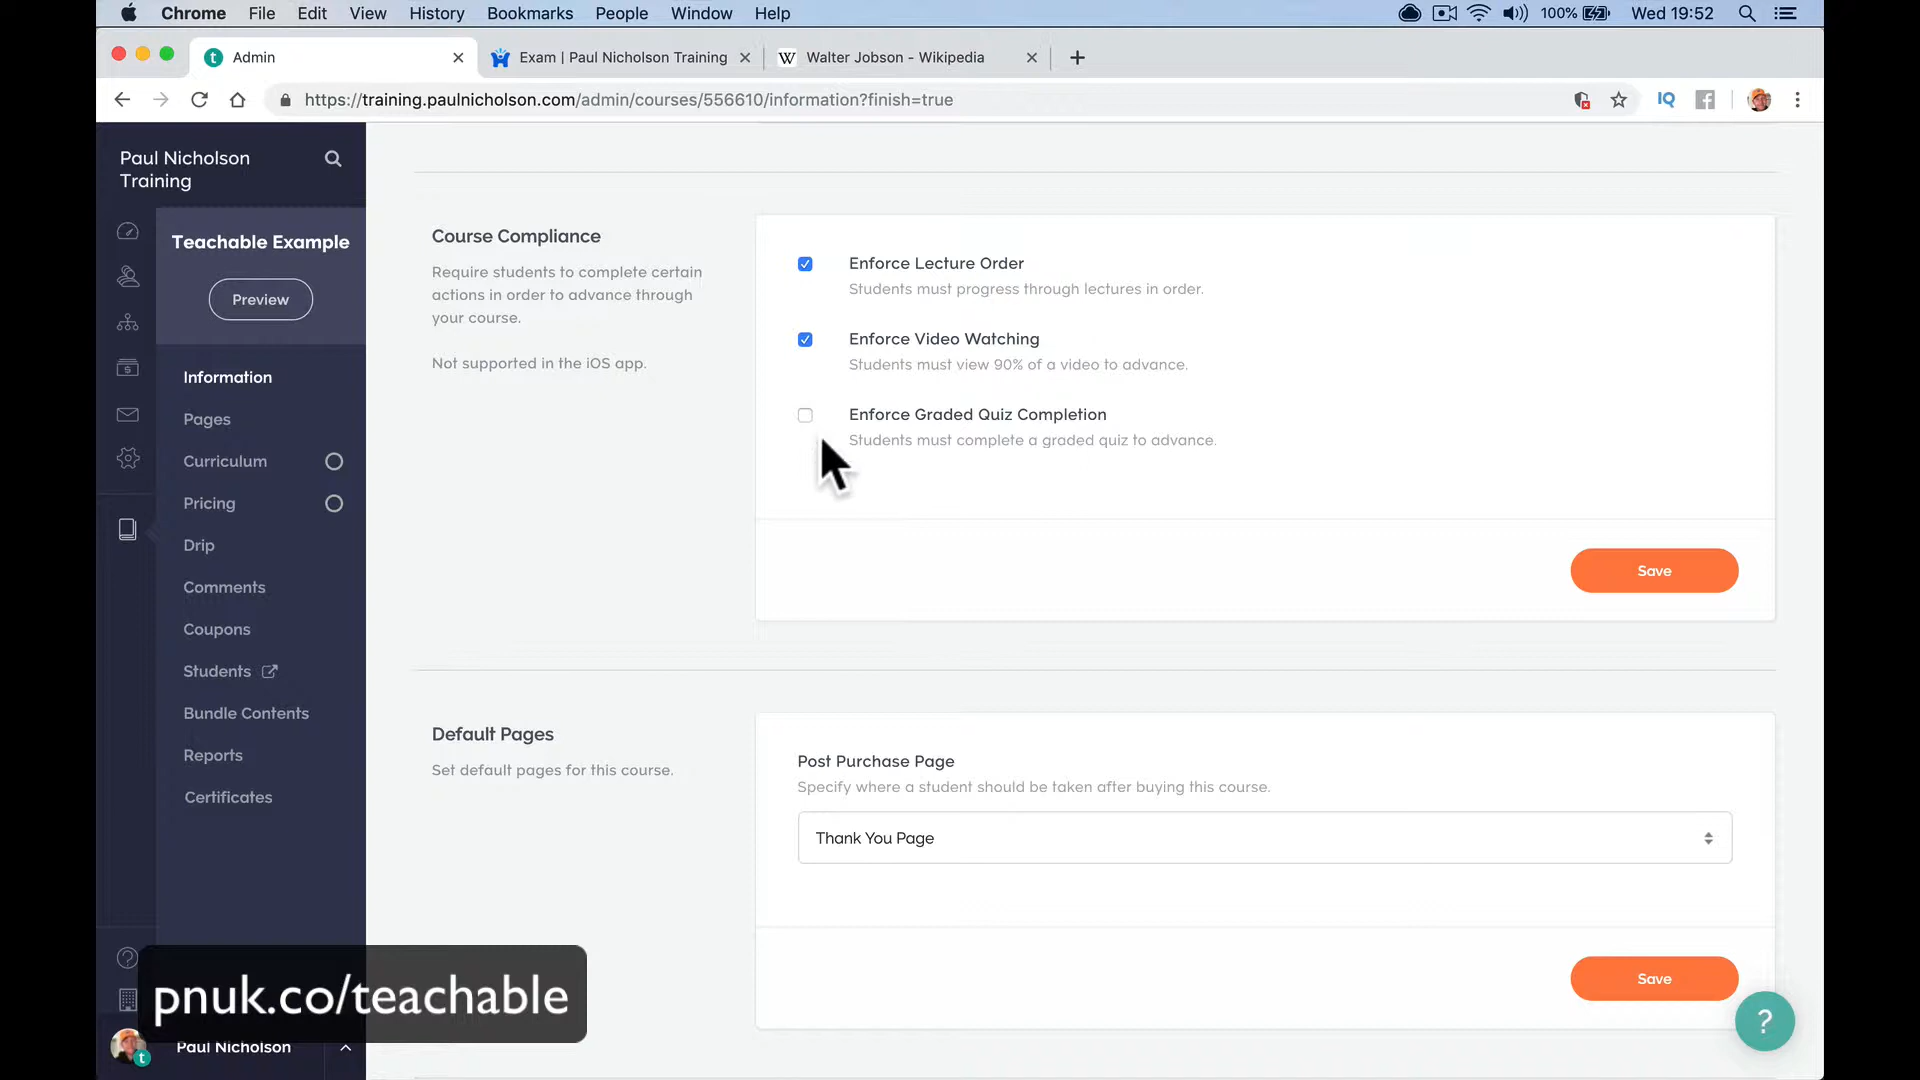 Chrome File Edit View History Bookmarks People Window Help 100% Wed 19:52
Admin Exam | Paul Nicholson Training Walter Jobson - Wikipedia
https://training.paulnicholson.com/admin/courses/556610/information?finish=true IQ
Paul Nicholson
Training
Teachable Example
Preview
Information
Pages
Curriculum
Pricing
Drip
Comments
Coupons
Students
Bundle Contents
Reports
Certificates
Paul Nicholson
Course Compliance
Require students to complete certain
actions in order to advance through
your course.
Not supported in the iOS app.
Enforce Lecture Order
Students must progress through lectures in order.
Enforce Video Watching
Students must view 90% of a video to advance.
Enforce Graded Quiz Completion
Students must complete a graded quiz to advance.
Save
Default Pages
Set default pages for this course.
Post Purchase Page
Specify where a student should be taken after buying this course.
Thank You Page
Save
?
pnuk.co/teachable